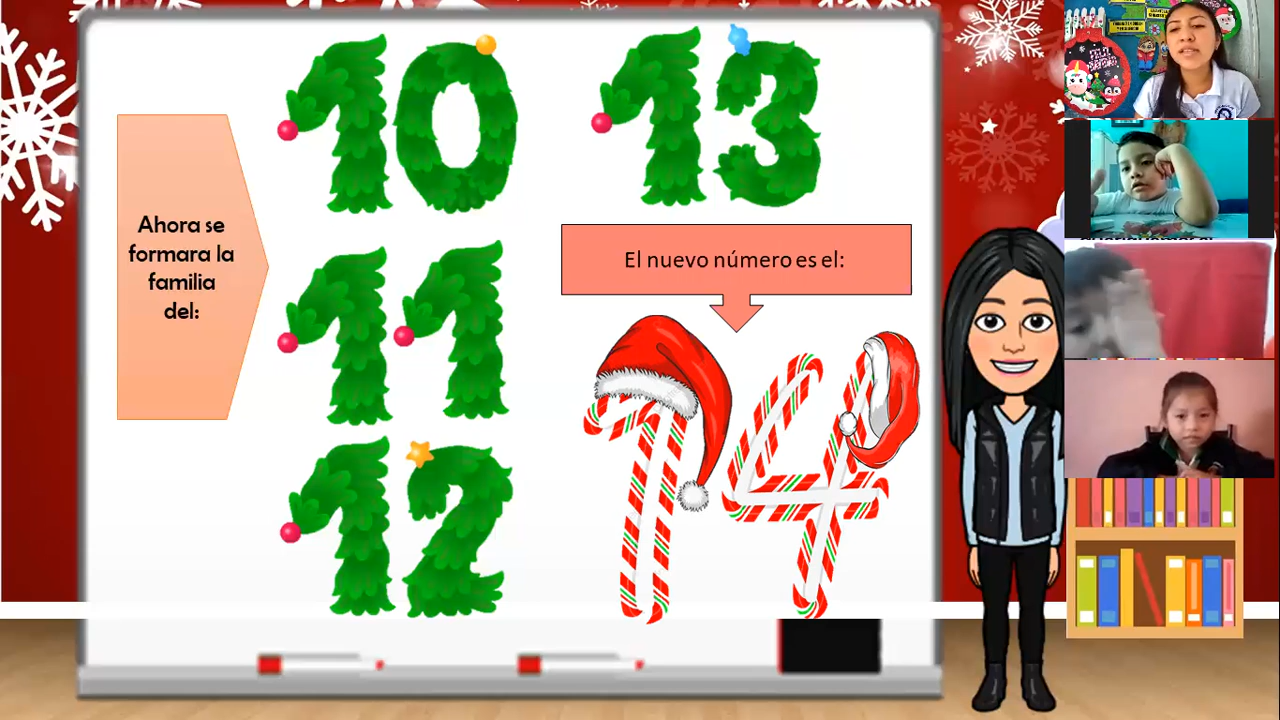 Ahora se
formara la
familia
del:
10
11
12
13
El nuevo número es el:
14